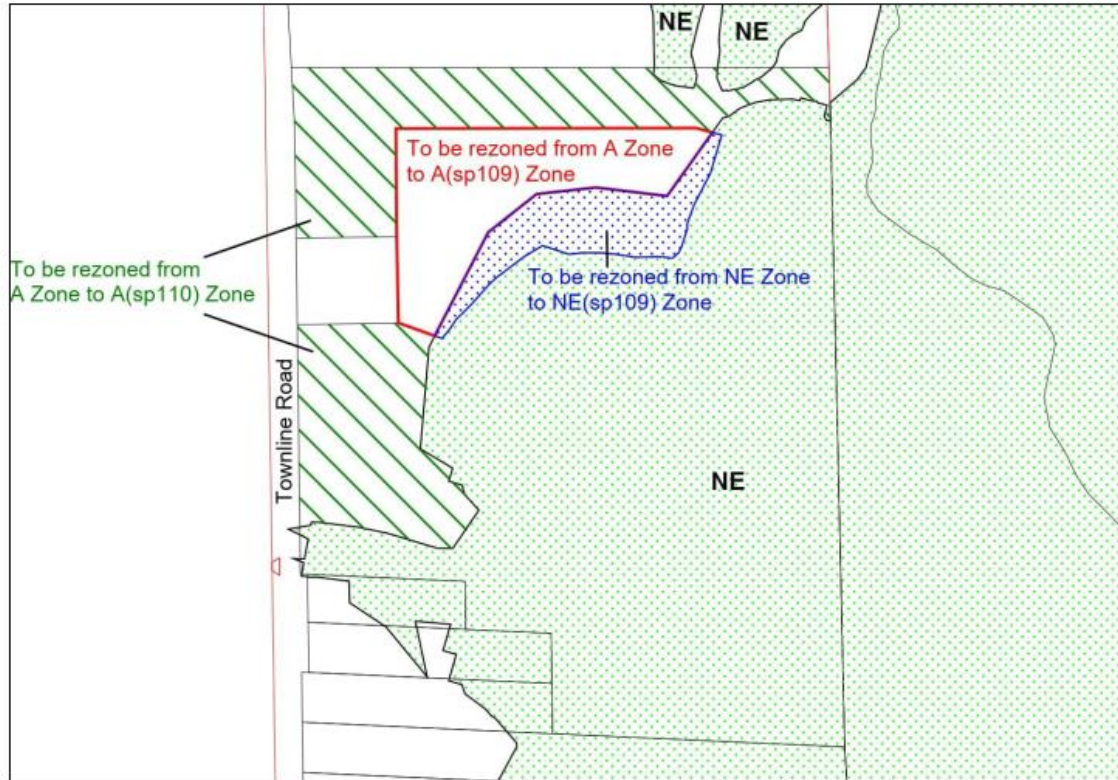 NE
NE
To be rezoned from A Zone
to A(sp109) Zone
To be rezoned from
A Zone to A(sp110) Zone
To be rezoned from NE Zone
to NE(sp109) Zone
Townline Road
NE